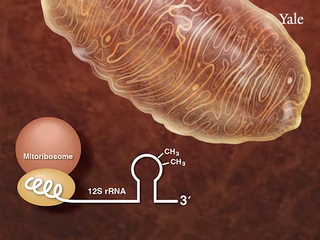 Yale
Mitoribosome
CH₃
CH₃
12S rRNA
3′